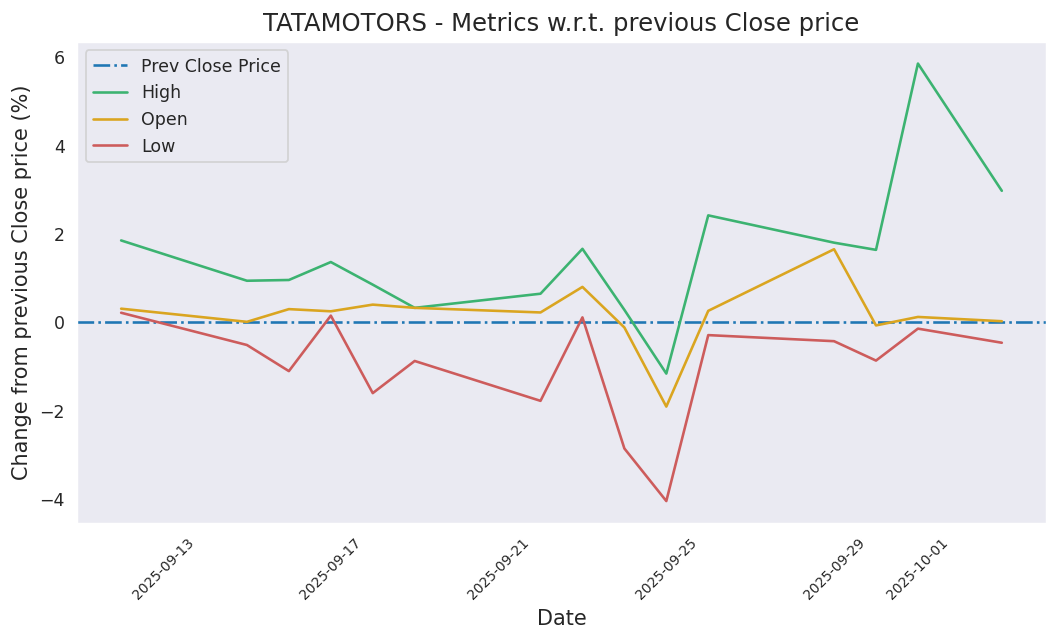 TATAMOTORS - Metrics w.r.t. previous Close price
Change from previous Close price (%)
6
4
2
0
−2
−4
Prev Close Price
High
Open
Low
2025-09-13
2025-09-17
2025-09-21
2025-09-25
2025-09-29
2025-10-01
Date